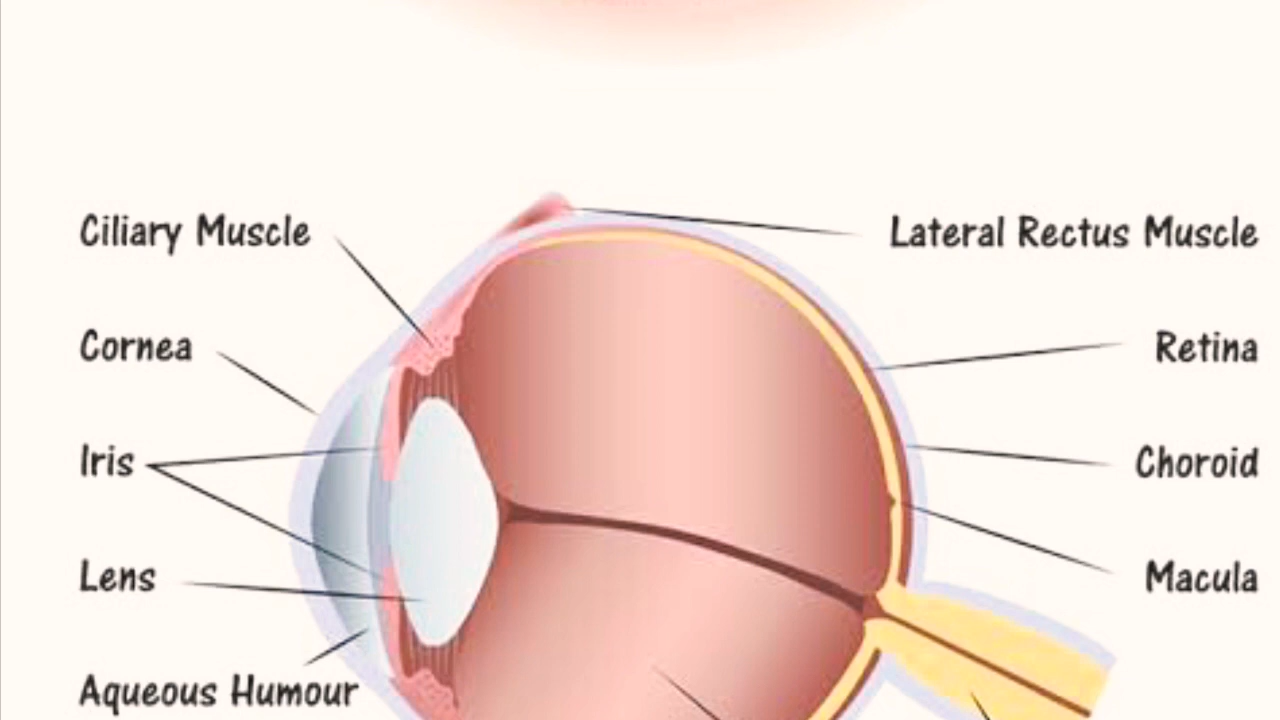 Ciliary Muscle
Cornea
Iris
Lens
Aqueous Humour
Lateral Rectus Muscle
Retina
Choroid
Macula